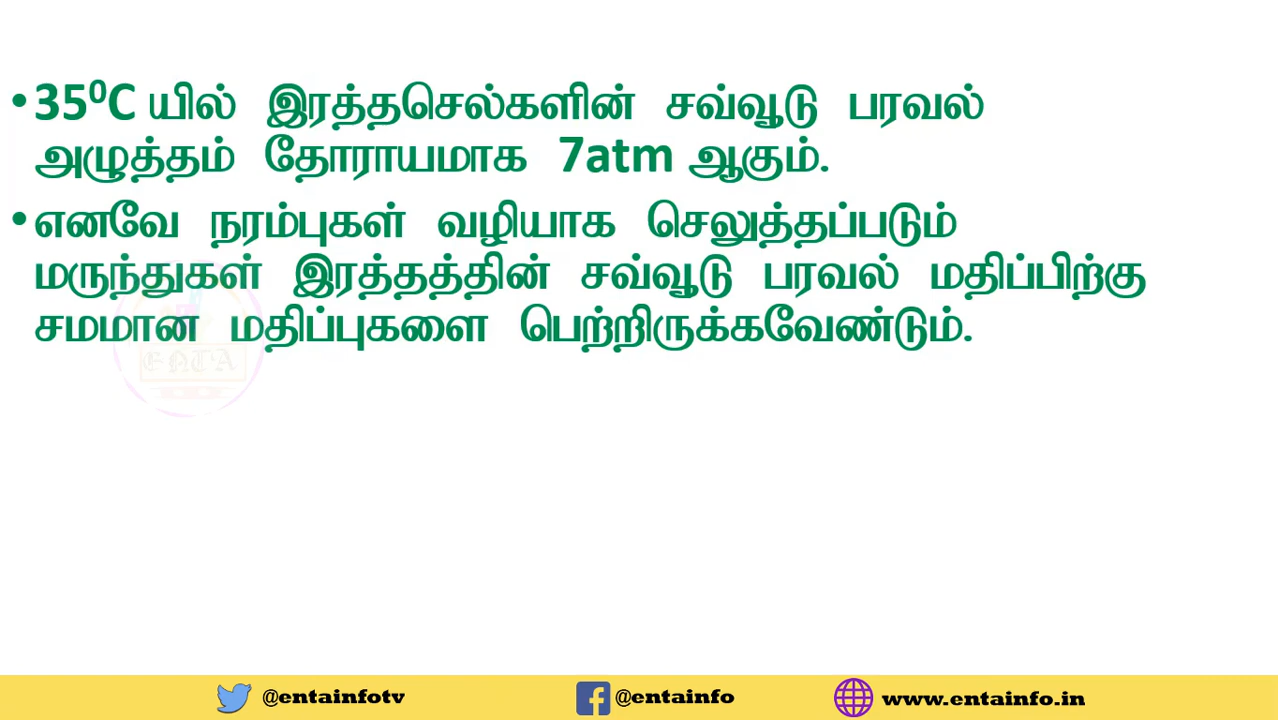 •35⁰C யில் இரத்தசெல்களின் சவ்வூடு பரவல்
அழுத்தம் தோராயமாக 7atm ஆகும்.
•எனவே நரம்புகள் வழியாக செலுத்தப்படும்
மருந்துகள் இரத்தத்தின் சவ்வூடு பரவல் மதிப்பிற்கு
சமமான மதிப்புகளை பெற்றிருக்கவேண்டும்.
ENTA
@entainfotv @entainfo www.entainfo.in